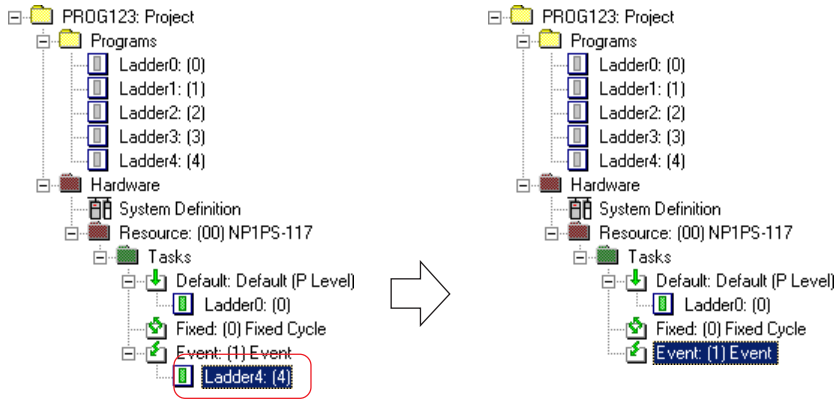 PROG123: Project
Programs
Ladder0: (0)
Ladder1: (1)
Ladder2: (2)
Ladder3: (3)
Ladder4: (4)
Hardware
System Definition
Resource: (00) NP1PS-117
Tasks
Default: Default (P Level)
Ladder0: (0)
Fixed: (0) Fixed Cycle
Event: (1) Event
Ladder4: (4)
PROG123: Project
Programs
Ladder0: (0)
Ladder1: (1)
Ladder2: (2)
Ladder3: (3)
Ladder4: (4)
Hardware
System Definition
Resource: (00) NP1PS-117
Tasks
Default: Default (P Level)
Ladder0: (0)
Fixed: (0) Fixed Cycle
Event: (1) Event